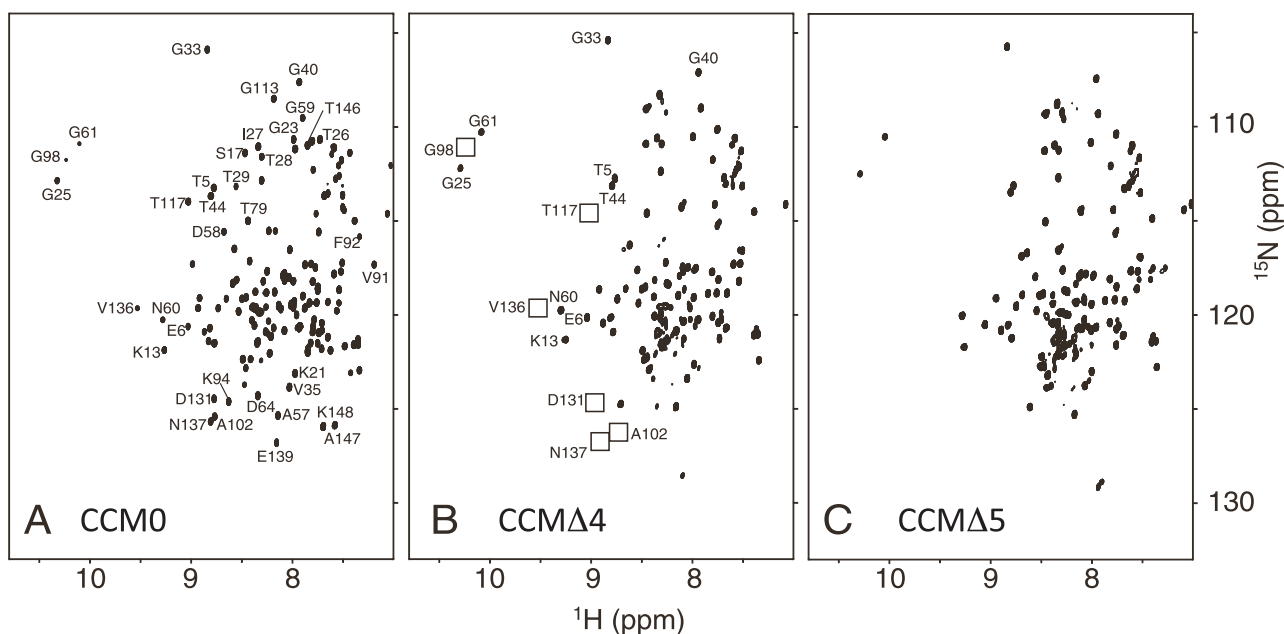 G33
G40
G113
G59
T146
G61
G23
T26
I27
G98
S17
T28
G25
T5
T29
T117
T44
T79
D58
F92
V91
V136
N60
E6
K13
K94
K21
V35
D131
D64
A57
K148
N137
A102
A147
E139
A CCM0
10 9 8
G33
G40
G61
G98
G25
T5
T44
T117
V136
N60
E6
K13
D131
A102
N137
B CCMΔ4
10 9 8
C CCMΔ5
10 9 8
110
120
130
¹⁵N (ppm)
¹H (ppm)